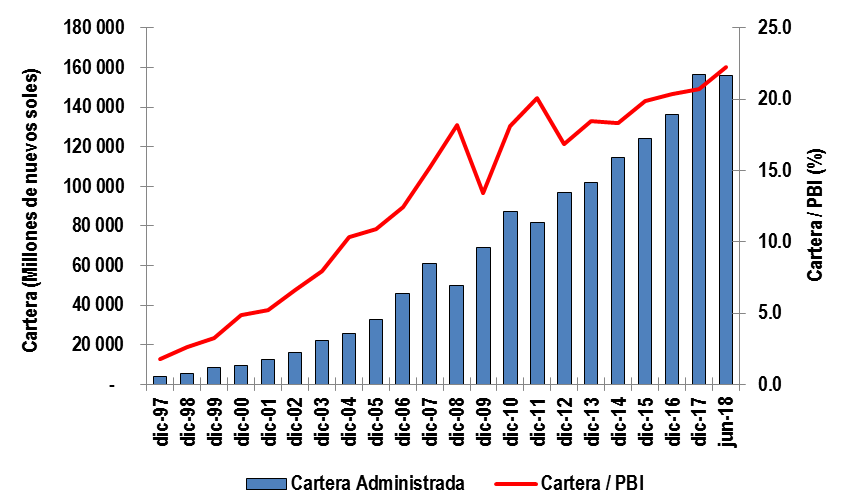 Cartera (Millones de nuevos soles)
180 000
160 000
140 000
120 000
100 000
80 000
60 000
40 000
20 000
-
25.0
20.0
15.0
10.0
5.0
0.0
Cartera / PBI (%)
dic-97
dic-98
dic-99
dic-00
dic-01
dic-02
dic-03
dic-04
dic-05
dic-06
dic-07
dic-08
dic-09
dic-10
dic-11
dic-12
dic-13
dic-14
dic-15
dic-16
dic-17
jun-18
Cartera Administrada
Cartera / PBI